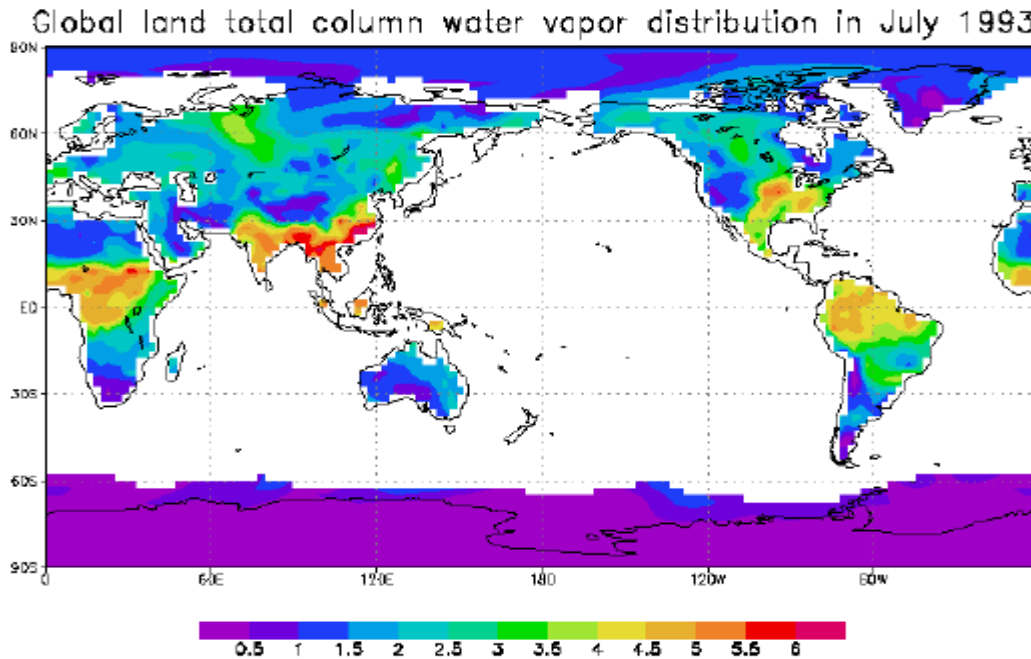 Global land total column water vapor distribution in July 1993
90N
60N
30N
EQ
30S
60S
90S
0 60E 120E 180 120W 60W
0.5 1 1.5 2 2.5 3 3.5 4 4.5 5 5.5 6